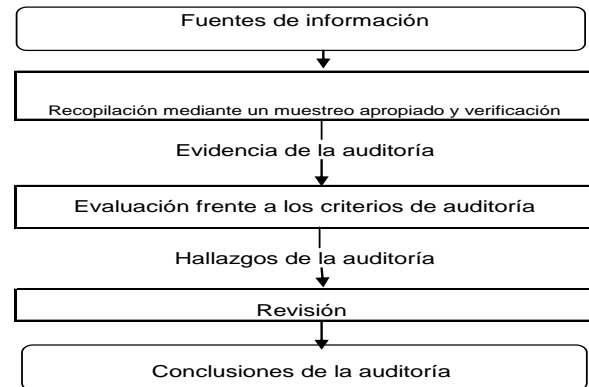 Fuentes de información
Recopilación mediante un muestreo apropiado y verificación
Evidencia de la auditoría
Evaluación frente a los criterios de auditoría
Hallazgos de la auditoría
Revisión
Conclusiones de la auditoría